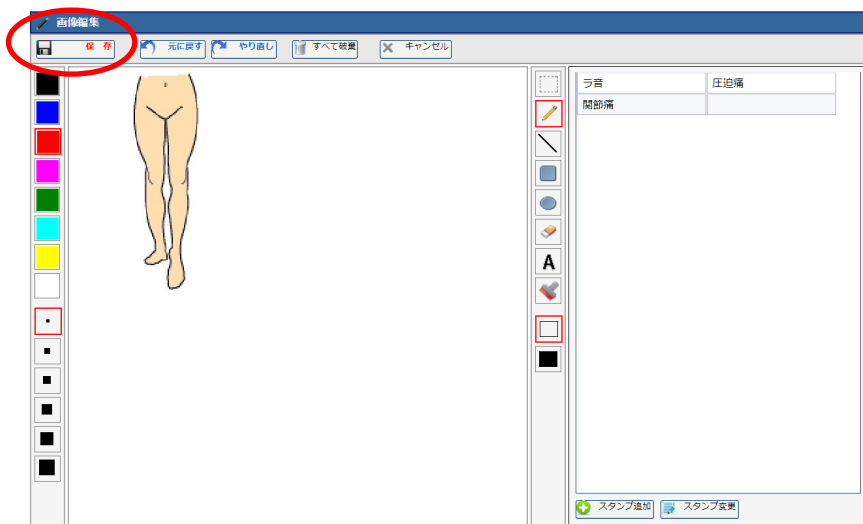 画像編集
保 存 元に戻す やり直し すべて破棄 キャンセル
ラ音 圧迫痛
関節痛
A
スタンプ追加 スタンプ変更